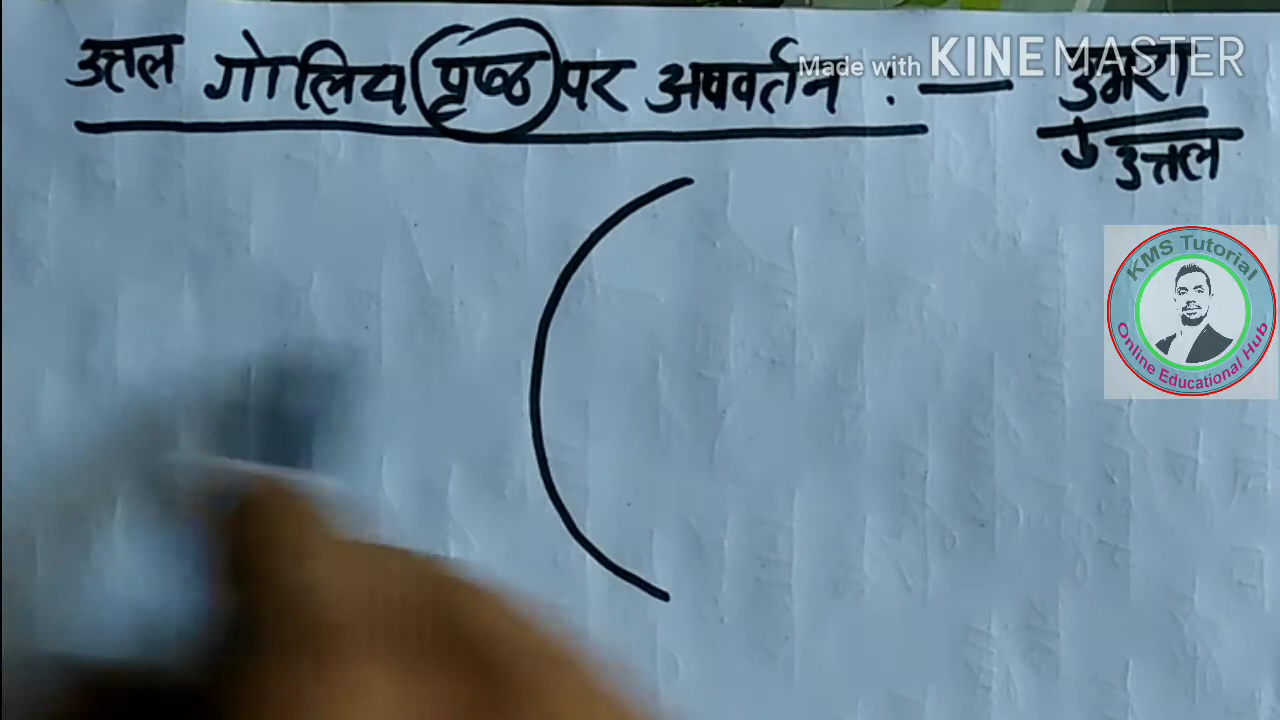 उत्तल गोलिय पृष्ठ पर अपवर्तन :—
Made with KINEMASTER
उभरा
उत्तल
KMS Tutorial
Online Educational Hub